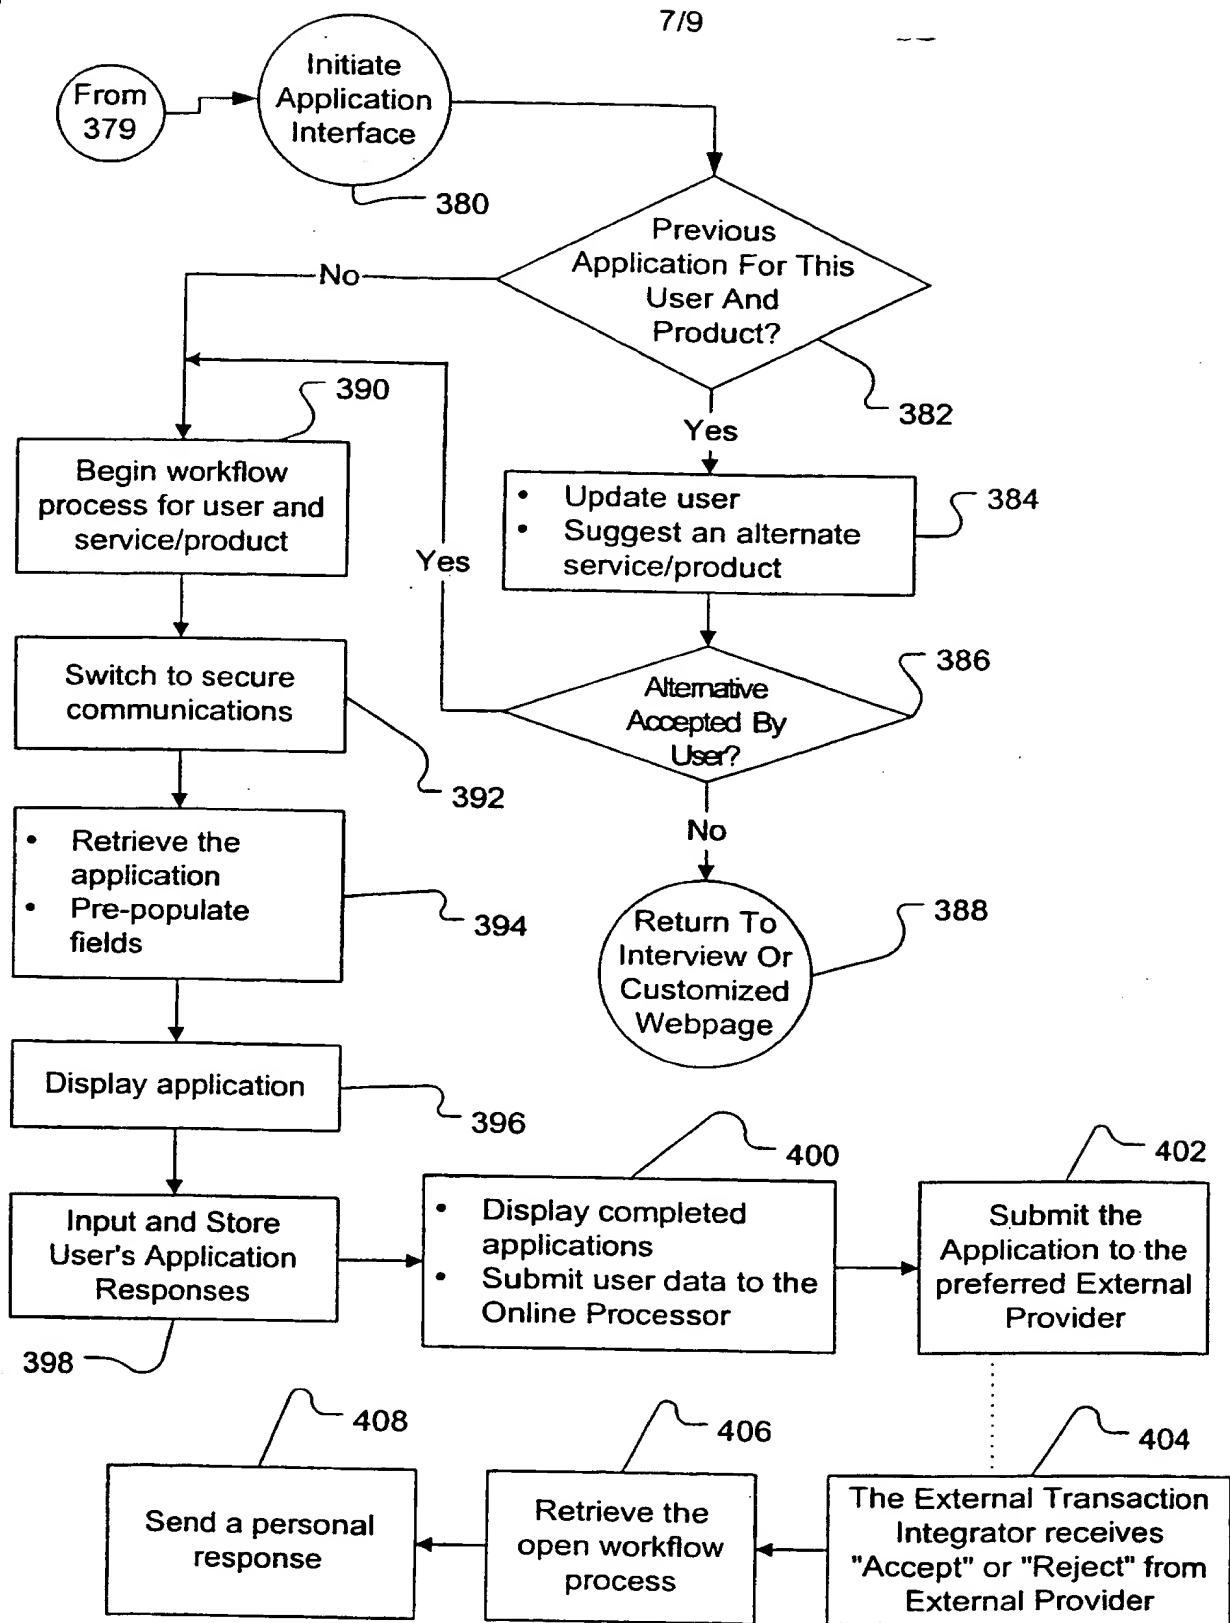 7/9
From
379
Initiate
Application
Interface
380
Previous
Application For This
User And
Product?
382
No
Yes
390
Begin workflow
process for user and
service/product
• Update user
• Suggest an alternate
service/product
384
Yes
Switch to secure
communications
392
Alternative
Accepted By
User?
386
No
• Retrieve the
application
• Pre-populate
fields
394
Return To
Interview Or
Customized
Webpage
388
Display application
396
Input and Store
User's Application
Responses
398
400
• Display completed
applications
• Submit user data to the
Online Processor
402
Submit the
Application to the
preferred External
Provider
404
The External Transaction
Integrator receives
"Accept" or "Reject" from
External Provider
406
Retrieve the
open workflow
process
408
Send a personal
response